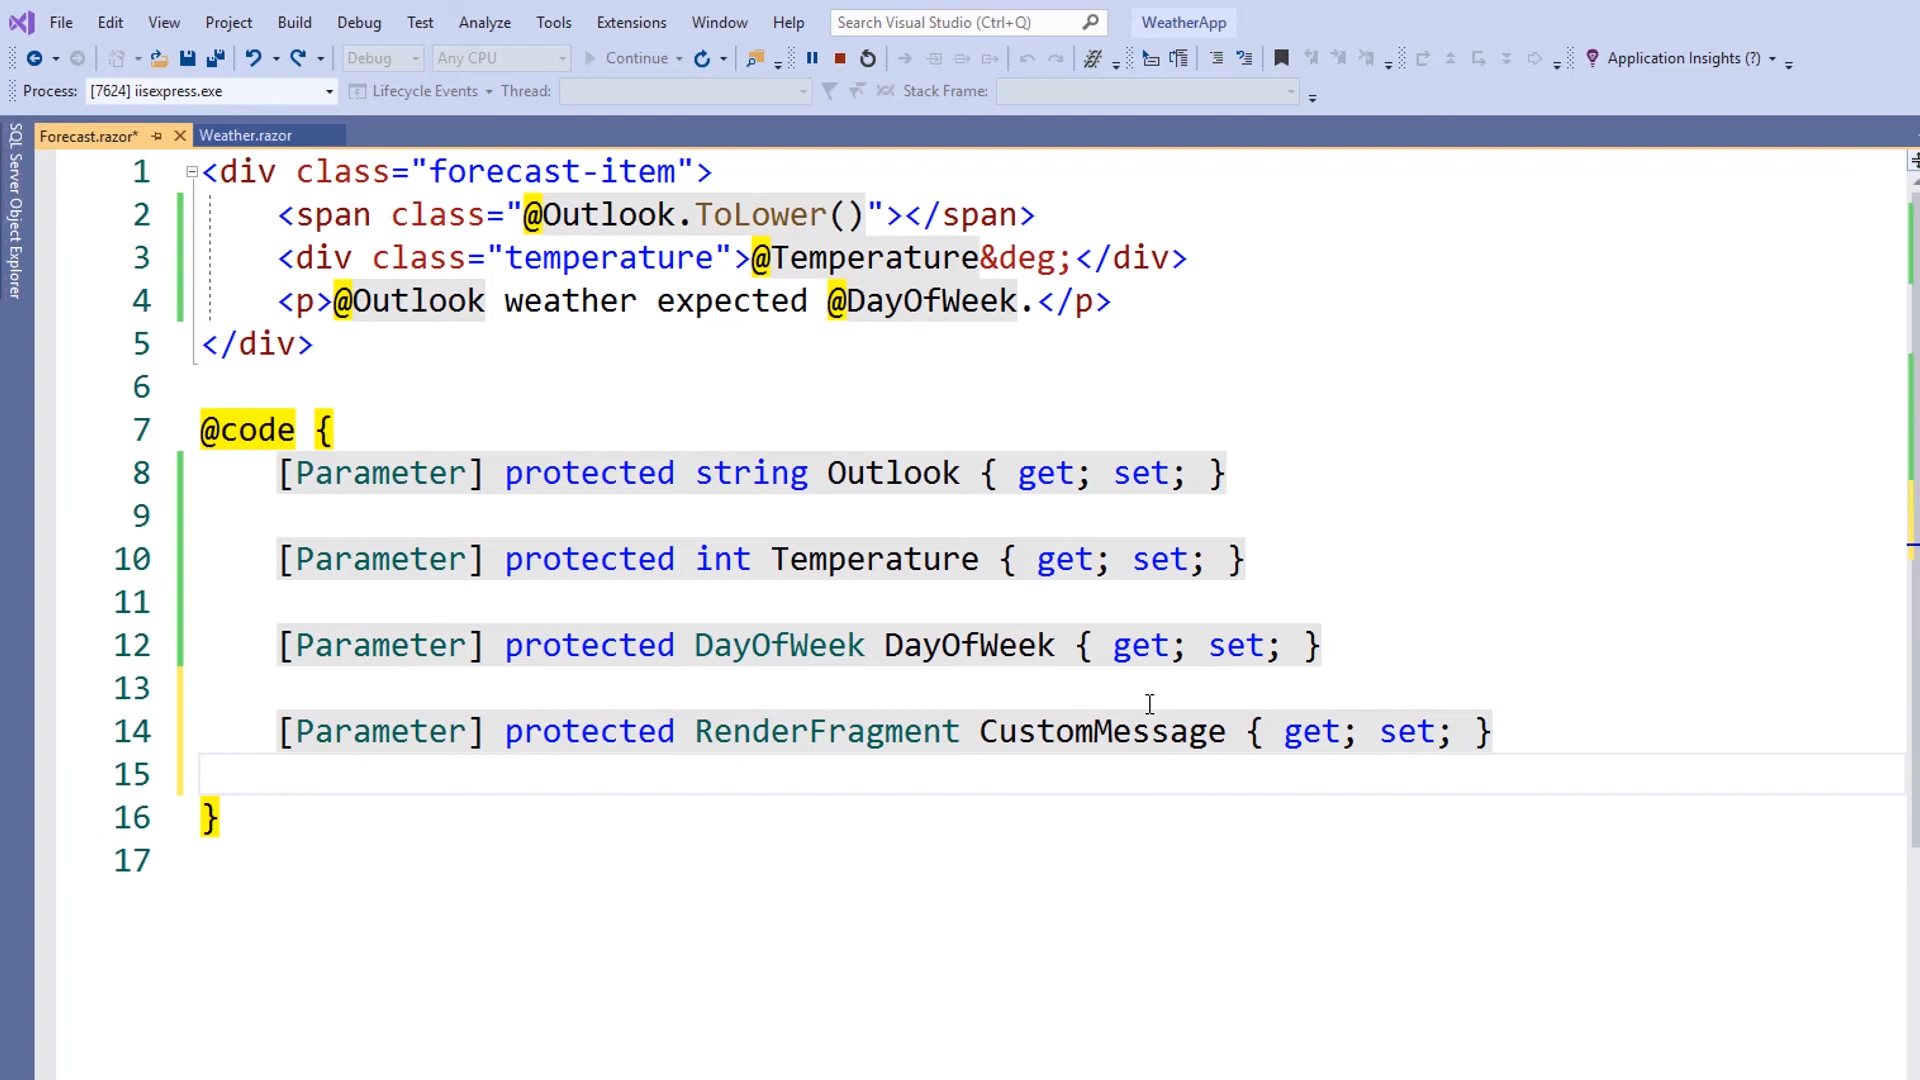 File Edit View Project Build Debug Test Analyze Tools Extensions Window Help Search Visual Studio (Ctrl+Q) WeatherApp
Debug Any CPU Continue Application Insights (?)
Process: [7624] iisexpress.exe Lifecycle Events Thread: Stack Frame:
SQL Server Object Explorer
Forecast.razor* Weather.razor
1 <div class="forecast-item">
2 <span class="@Outlook.ToLower()"></span>
3 <div class="temperature">@Temperature&deg;</div>
4 <p>@Outlook weather expected @DayOfWeek.</p>
5 </div>
6
7 @code {
8 [Parameter] protected string Outlook { get; set; }
9
10 [Parameter] protected int Temperature { get; set; }
11
12 [Parameter] protected DayOfWeek DayOfWeek { get; set; }
13
14 [Parameter] protected RenderFragment CustomMessage { get; set; }
15
16 }
17